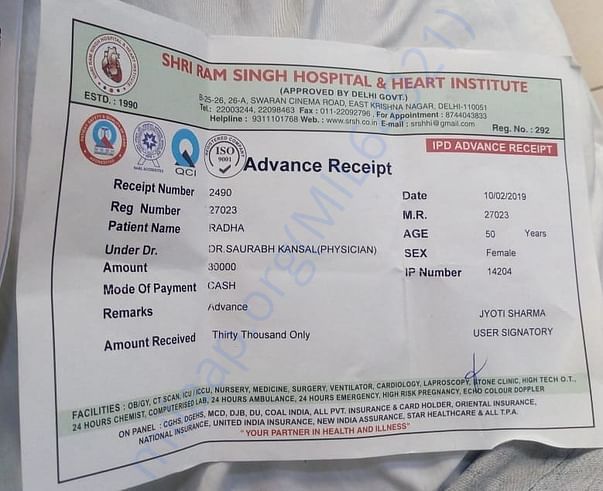 SHRI RAM SINGH HOSPITAL & HEART INSTITUTE
(APPROVED BY DELHI GOVT.)
ESTD. : 1990
B-25-26, 26-A, SWARAN CINEMA ROAD, EAST KRISHNA NAGAR, DELHI-110051
Tel.: 22003244, 22098463 Fax : 011-22092796, For Appointment : 8744043833
Helpline : 9311101768 Web. : www.srsh.co.in E-mail : srshhi@gmail.com
Reg. No. : 292
IPD ADVANCE RECEIPT
QCI
REGISTERED COMPANY
ISO
9001
Advance Receipt
Receipt Number 2490
Date 10/02/2019
Reg Number 27023
M.R. 27023
Patient Name RADHA
AGE 50 Years
Under Dr. DR.SAURABH KANSAL(PHYSICIAN)
SEX Female
Amount 30000
IP Number 14204
Mode Of Payment CASH
Remarks Advance
JYOTI SHARMA
Amount Received Thirty Thousand Only
USER SIGNATORY
FACILITIES : OB/GY, CT SCAN, ICU / ICCU, NURSERY, MEDICINE, SURGERY, VENTILATOR, CARDIOLOGY, LAPROSCOPY, STONE CLINIC, HIGH TECH O.T.,
24 HOURS CHEMIST, COMPUTERISED LAB, 24 HOURS AMBULANCE, 24 HOURS EMERGENCY, HIGH RISK PREGNANCY, ECHO COLOUR DOPPLER
ON PANEL : CGHS, DGEHS, MCD, DJB, DU, COAL INDIA, ALL PVT. INSURANCE & CARD HOLDER, ORIENTAL INSURANCE,
NATIONAL INSURANCE, UNITED INDIA INSURANCE, NEW INDIA ASSURANCE, STAR HEALTHCARE & ALL T.P.A.
"YOUR PARTNER IN HEALTH AND ILLNESS"